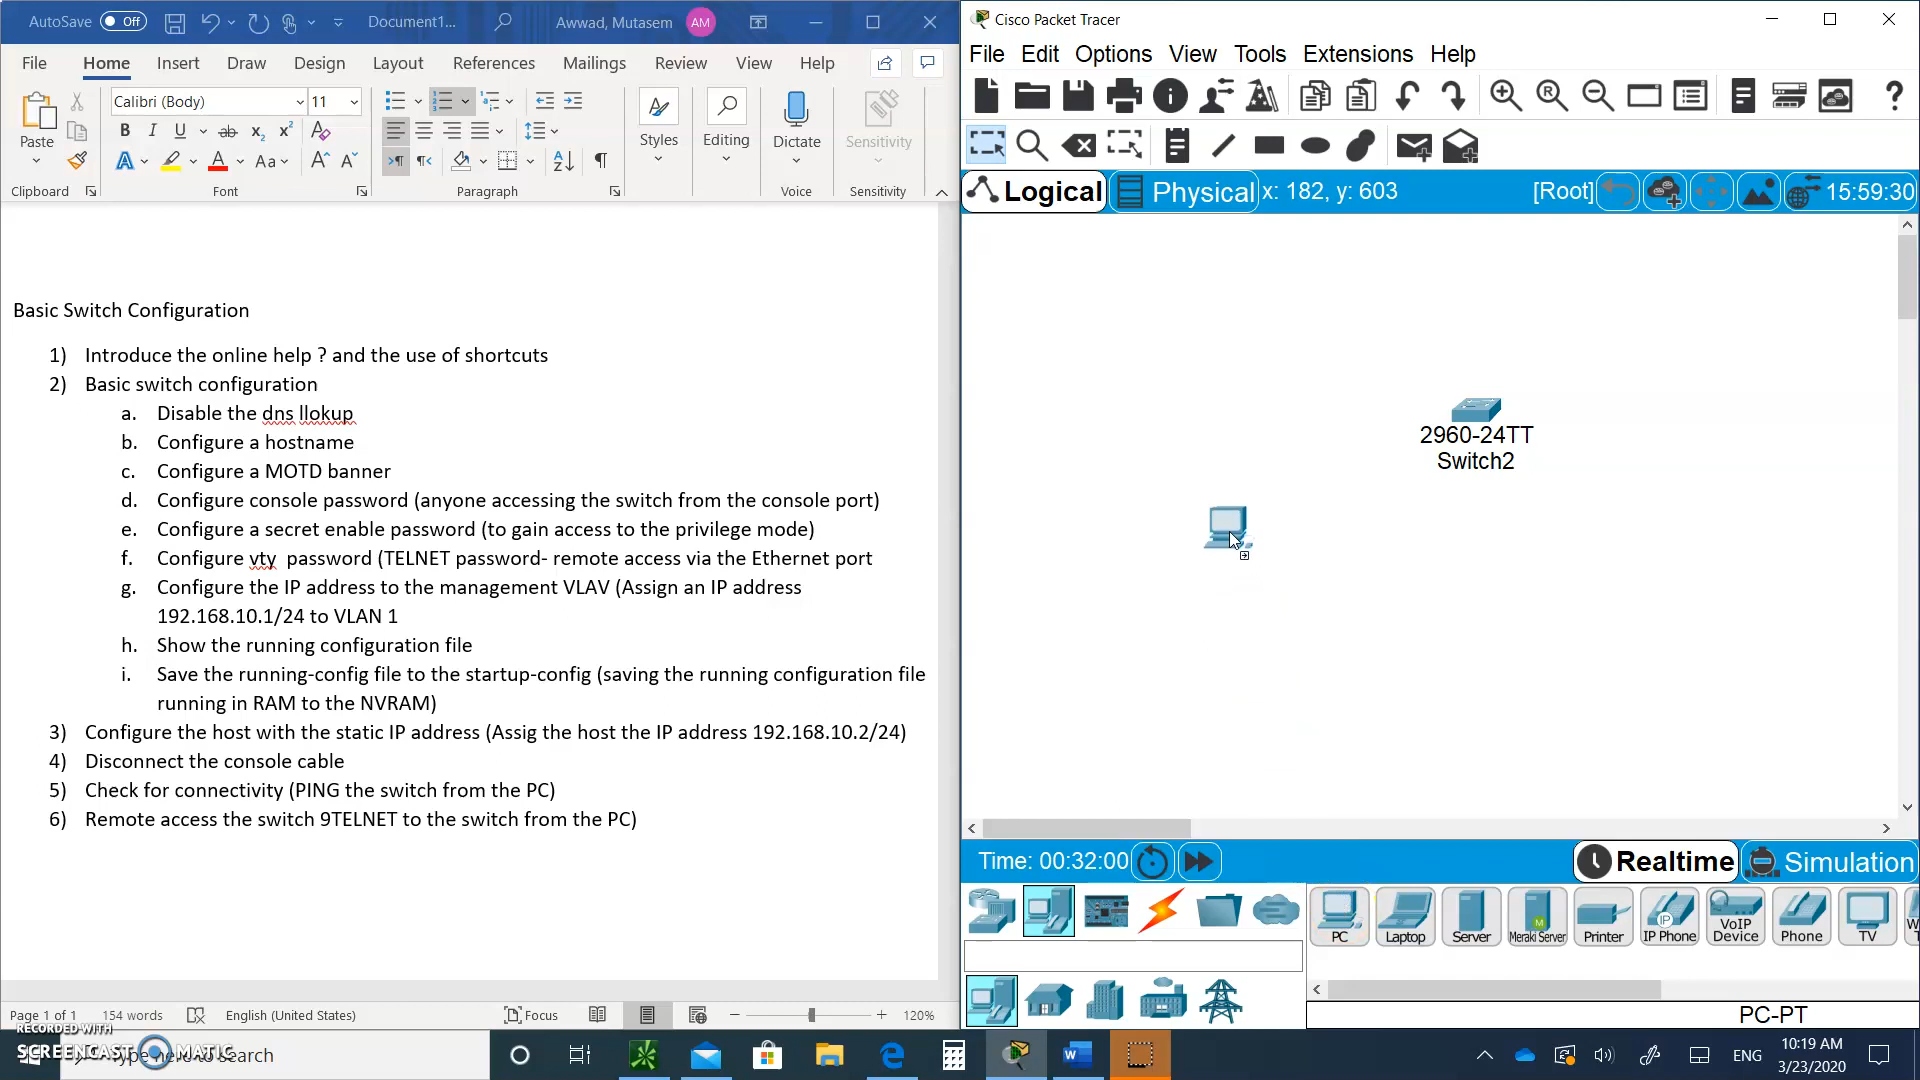 AutoSave Off Document1... Awwad, Mutasem AM
File Home Insert Draw Design Layout References Mailings Review View Help
Calibri (Body) 11
Paste Styles Editing Dictate Sensitivity
Clipboard Font Paragraph Voice Sensitivity
Basic Switch Configuration
1) Introduce the online help ? and the use of shortcuts
2) Basic switch configuration
a. Disable the dns llokup
b. Configure a hostname
c. Configure a MOTD banner
d. Configure console password (anyone accessing the switch from the console port)
e. Configure a secret enable password (to gain access to the privilege mode)
f. Configure vty password (TELNET password- remote access via the Ethernet port
g. Configure the IP address to the management VLAV (Assign an IP address
192.168.10.1/24 to VLAN 1
h. Show the running configuration file
i. Save the running-config file to the startup-config (saving the running configuration file
running in RAM to the NVRAM)
3) Configure the host with the static IP address (Assig the host the IP address 192.168.10.2/24)
4) Disconnect the console cable
5) Check for connectivity (PING the switch from the PC)
6) Remote access the switch 9TELNET to the switch from the PC)
Page 1 of 1 154 words English (United States) Focus 120%
RECORDED WITH
SCREENCAST MATIC
to search
Cisco Packet Tracer
File Edit Options View Tools Extensions Help
Logical Physical x: 182, y: 603 [Root] 15:59:30
2960-24TT
Switch2
Time: 00:32:00 Realtime Simulation
PC Laptop Server Meraki Server Printer IP Phone VoIP Device Phone TV
PC-PT
ENG 10:19 AM
3/23/2020